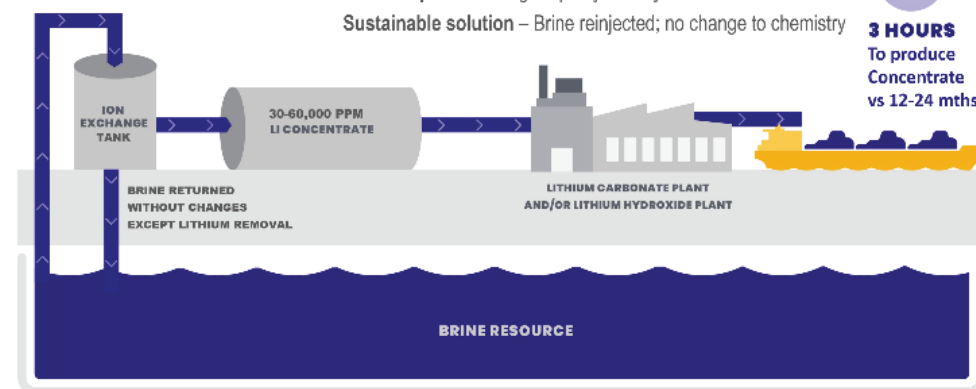 Sustainable solution – Brine reinjected; no change to chemistry
3 HOURS
To produce
Concentrate
vs 12-24 mths
ION
EXCHANGE
TANK
30-60,000 PPM
LI CONCENTRATE
BRINE RETURNED
WITHOUT CHANGES
EXCEPT LITHIUM REMOVAL
LITHIUM CARBONATE PLANT
AND/OR LITHIUM HYDROXIDE PLANT
BRINE RESOURCE